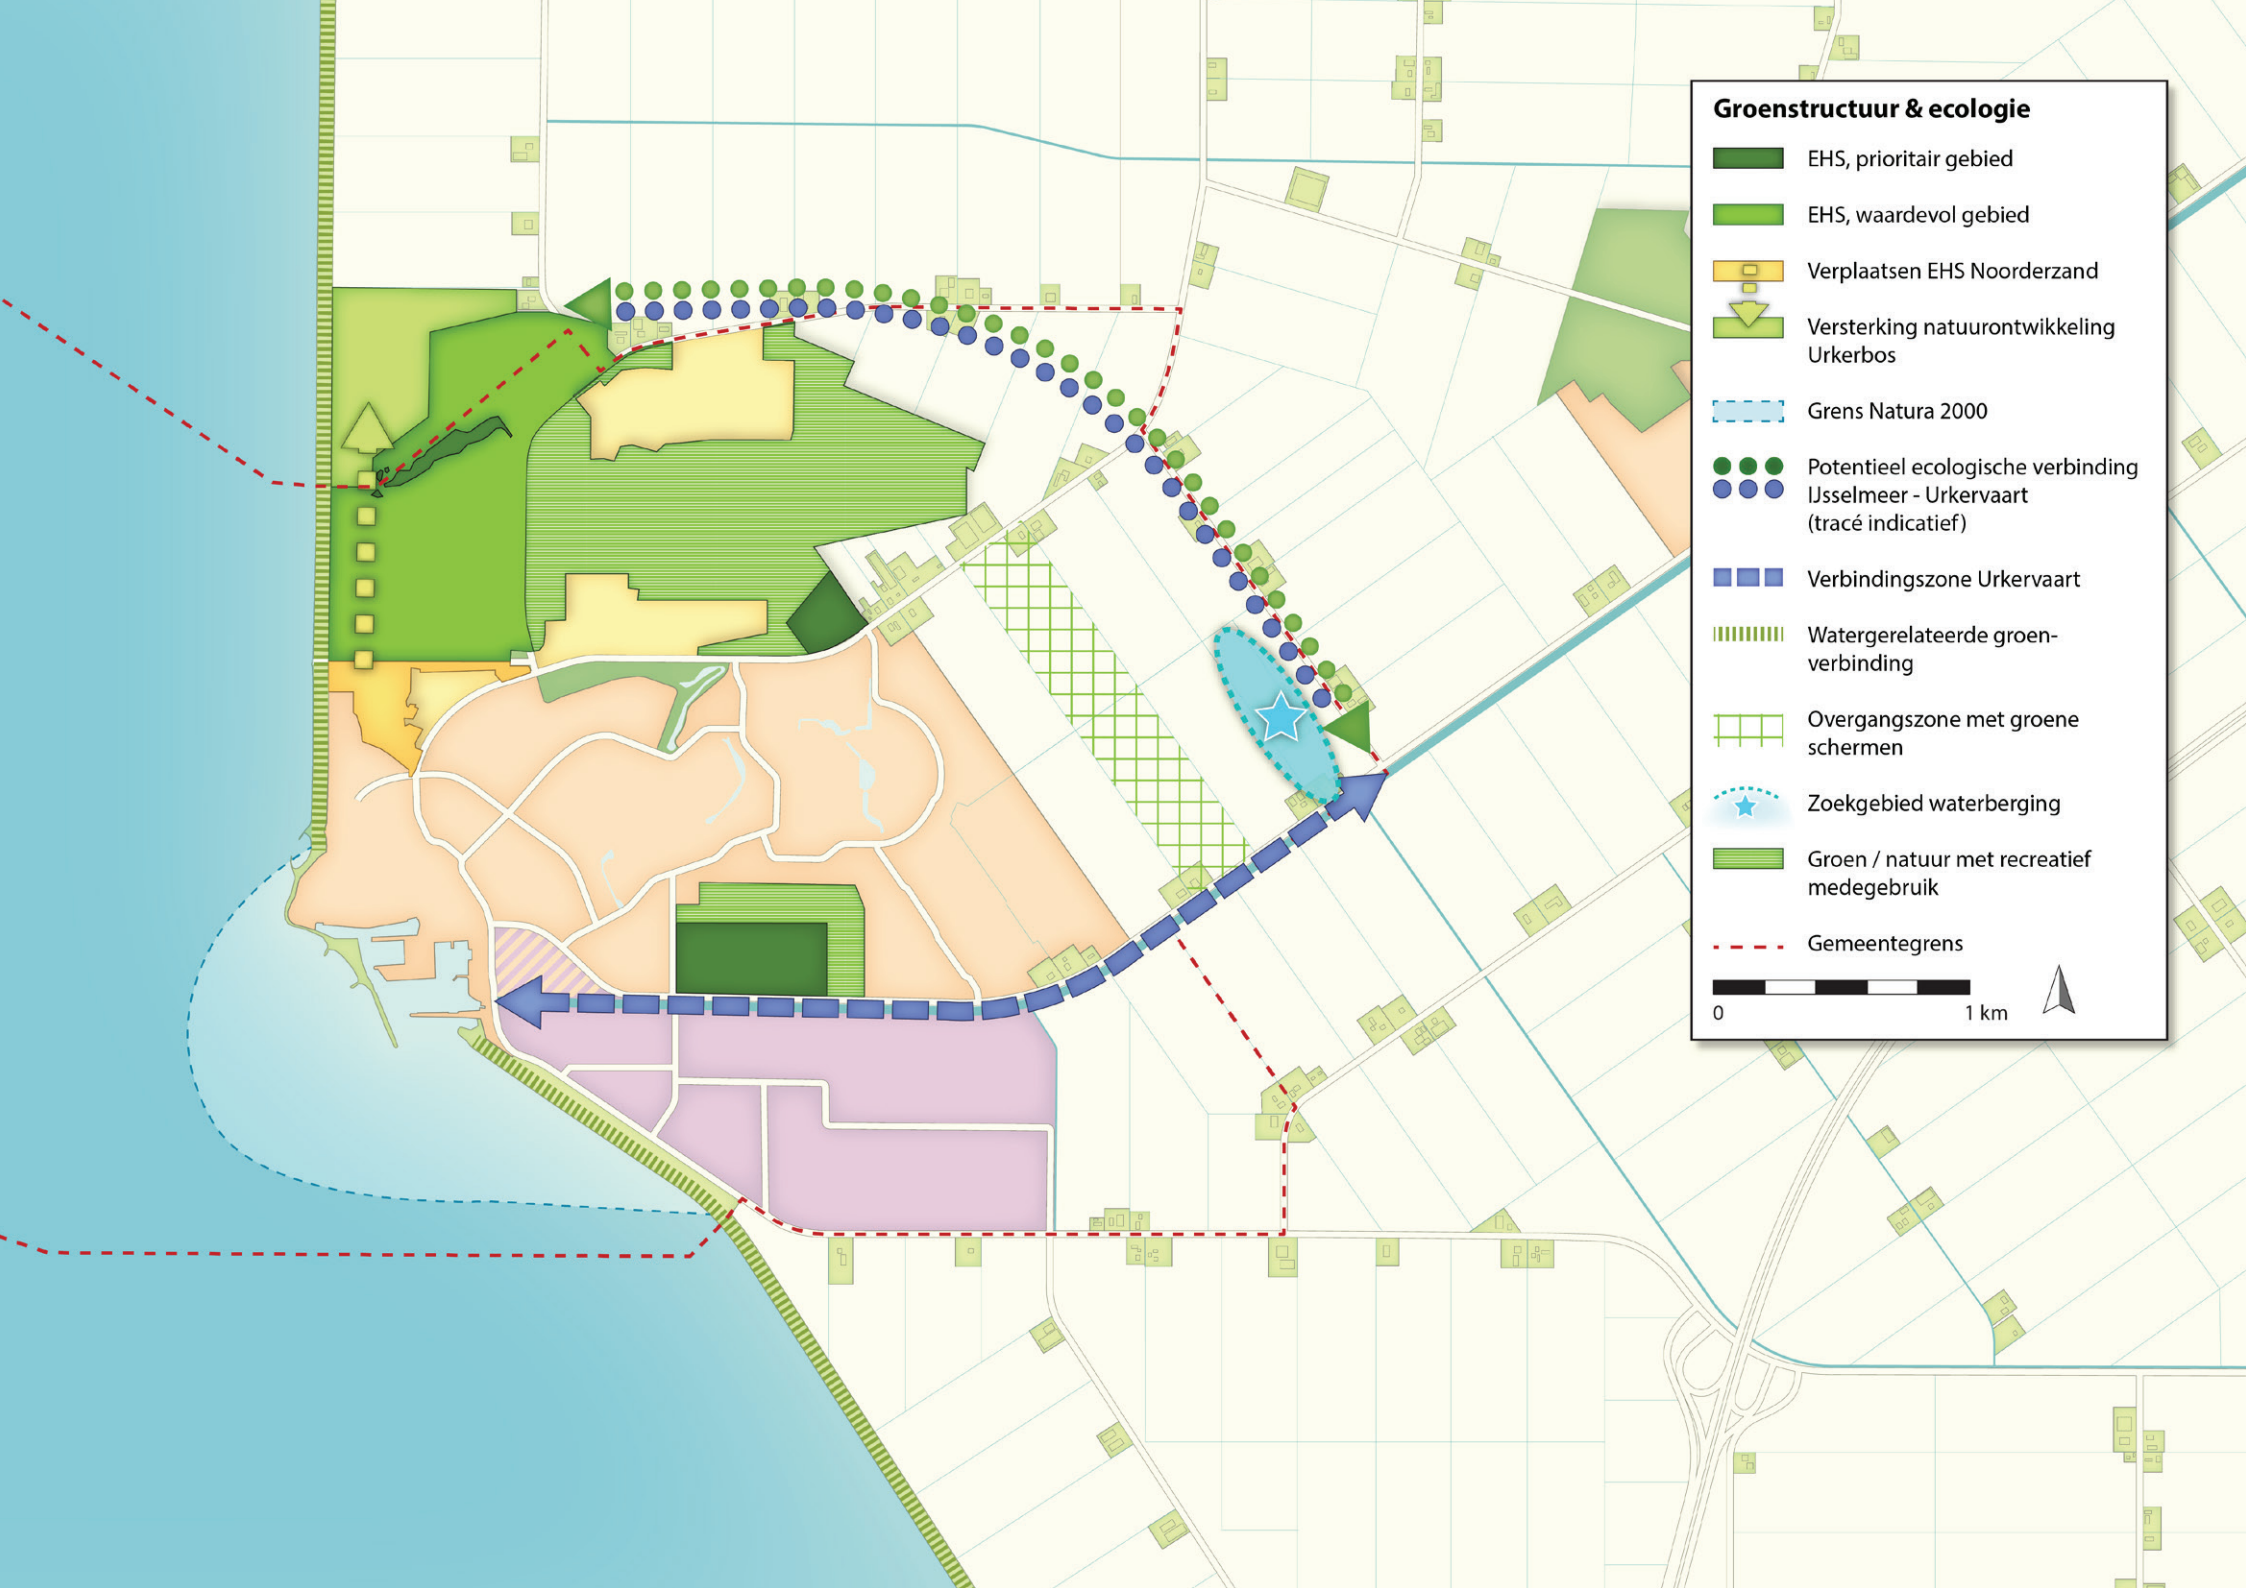 Groenstructuur & ecologie
EHS, prioritair gebied
EHS, waardevol gebied
Verplaatsen EHS Noorderzand
Versterking natuurontwikkeling
Urkerbos
Grens Natura 2000
Potentieel ecologische verbinding
IJsselmeer - Urkervaart
(tracé indicatief)
Verbindingszone Urkervaart
Watergerelateerde groen-
verbinding
Overgangszone met groene
schermen
Zoekgebied waterberging
Groen / natuur met recreatief
medegebruik
Gemeentegrens
0 1 km